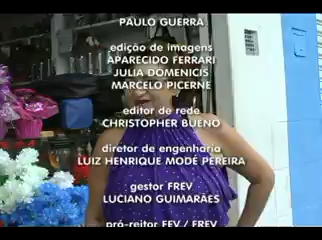 PAULO GUERRA
edição de imagens
APARECIDO FERRARI
JULIA DOMENICIS
MARCELO PICERNE
editor de rede
CHRISTOPHER BUENO
diretor de engenharia
LUIZ HENRIQUE MODÉ PEREIRA
gestor FREV
LUCIANO GUIMARÃES
pró-reitor FEV / FREV